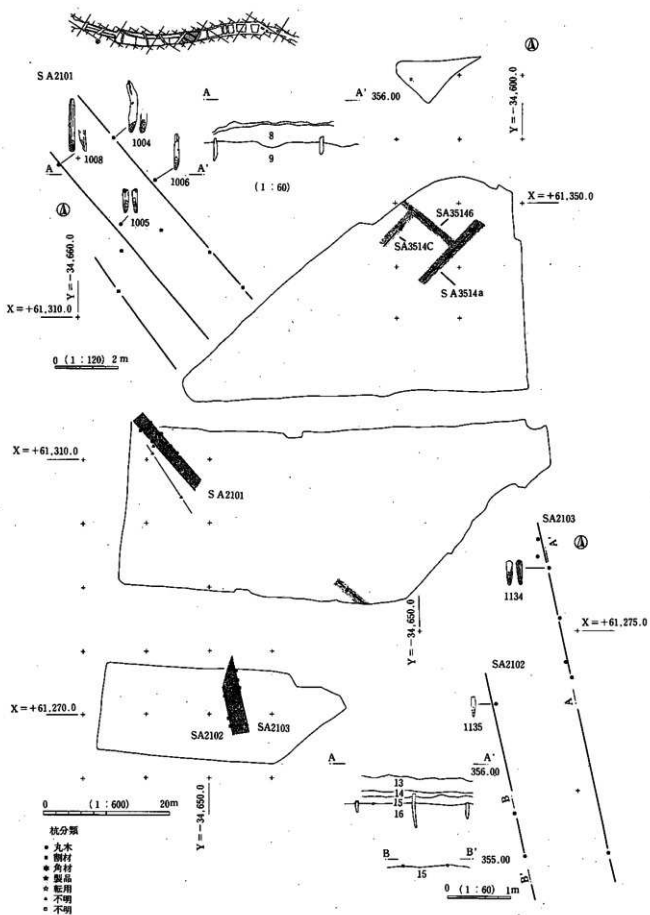 SA2101
1008
1004
1006
1005
A
A'
Ⓐ
Y=-34,660.0
X=+61,310.0
0 (1:120) 2m
A
A' 356.00
8
9
(1:60)
Ⓐ
Y=-34,600.0
X=+61,350.0
SA35146
SA3514C
SA3514a
X=+61,310.0
SA2101
Y=-34,650.0
X=+61,270.0
SA2102
SA2103
0 (1:600) 20m
Y=-34,650.0
SA2103
A'
Ⓐ
1134
X=+61,275.0
A
SA2102
1135
B
B'
A
A'
356.00
13
14
15
16
B
B' 355.00
15
0 (1:60) 1m
杭分類
丸木
割材
角材
製品
転用
不明
不明